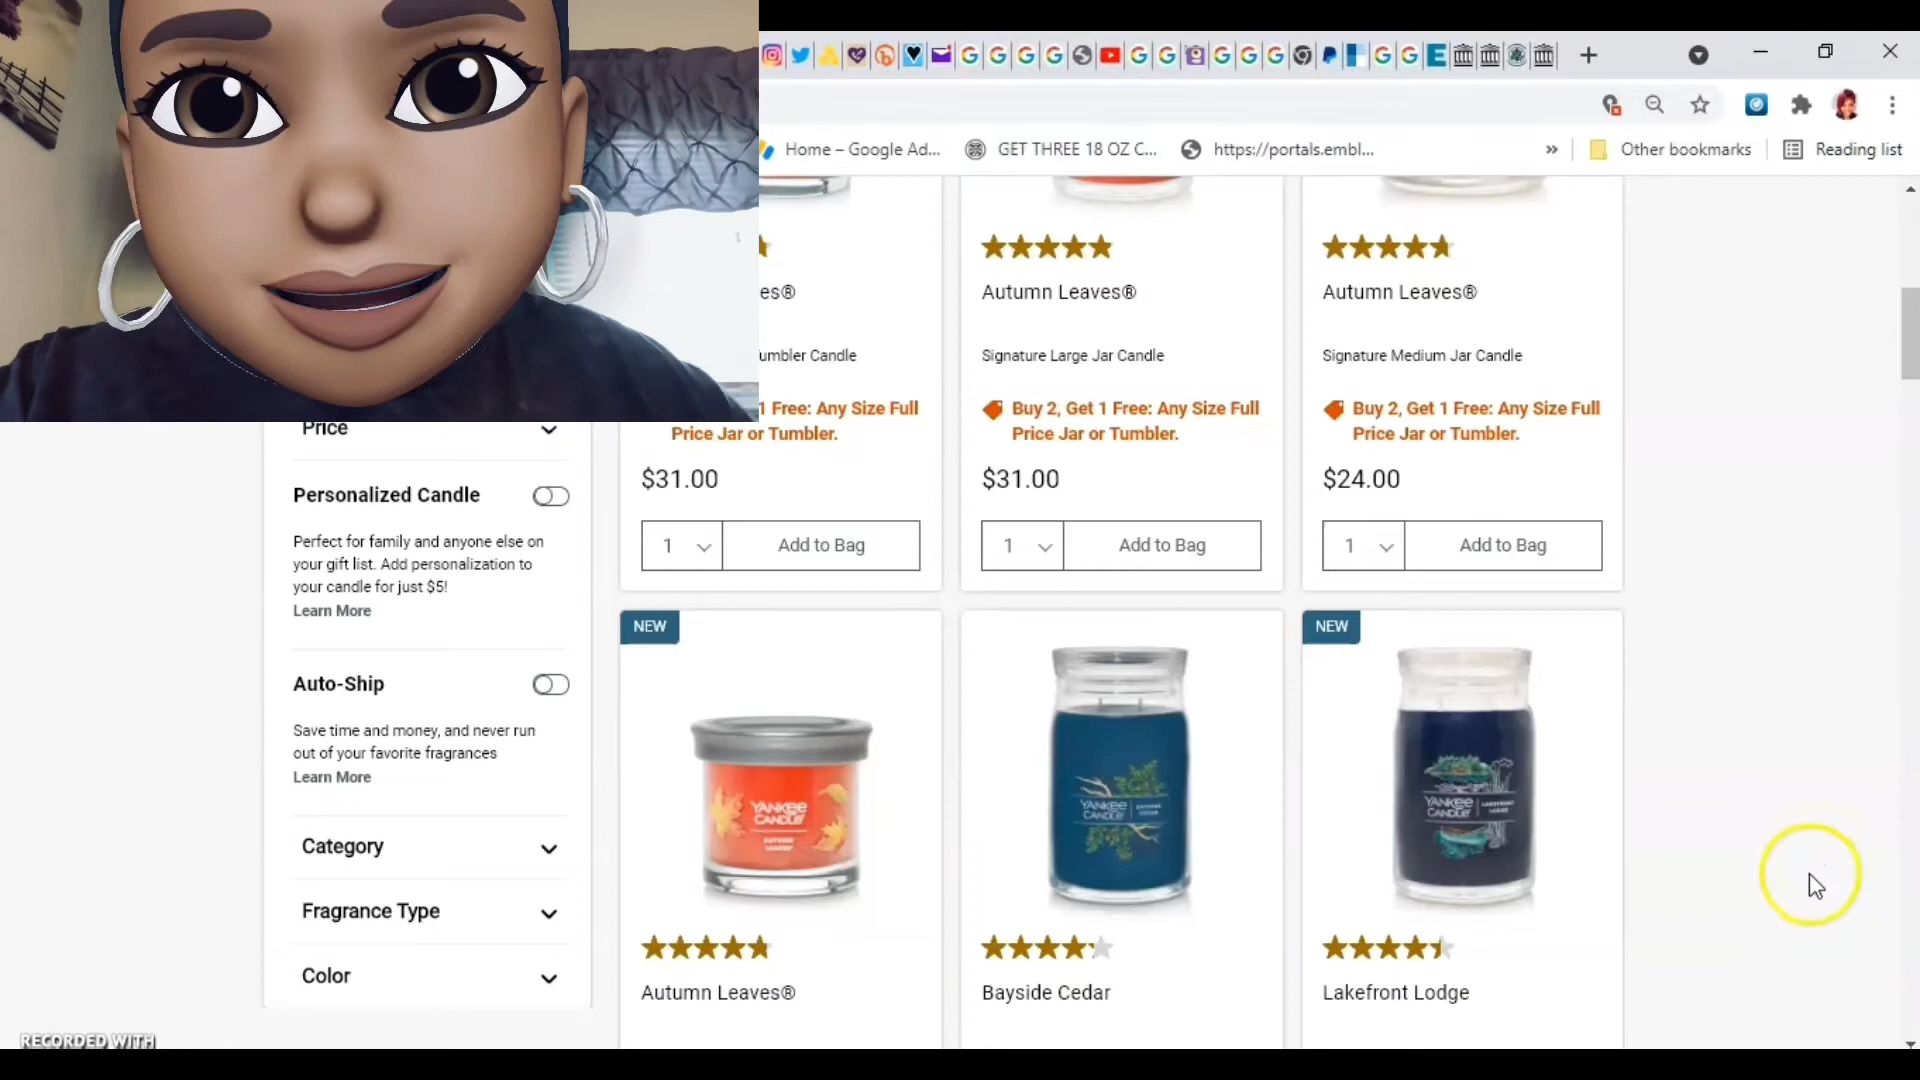 Home – Google Ad...
GET THREE 18 OZ C...
https://portals.embl...
»
Other bookmarks
Reading list
es®
Autumn Leaves®
Autumn Leaves®
umbler Candle
Signature Large Jar Candle
Signature Medium Jar Candle
1 Free: Any Size Full
Price Jar or Tumbler.
Buy 2, Get 1 Free: Any Size Full
Price Jar or Tumbler.
Buy 2, Get 1 Free: Any Size Full
Price Jar or Tumbler.
$31.00
$31.00
$24.00
1
Add to Bag
1
Add to Bag
1
Add to Bag
Price
Personalized Candle
Perfect for family and anyone else on
your gift list. Add personalization to
your candle for just $5!
Learn More
Auto-Ship
Save time and money, and never run
out of your favorite fragrances
Learn More
Category
Fragrance Type
Color
NEW
NEW
YANKEE
CANDLE
AUTUMN
LEAVES
YANKEE
CANDLE
BAYSIDE
CEDAR
YANKEE
CANDLE
LAKEFRONT
LODGE
Autumn Leaves®
Bayside Cedar
Lakefront Lodge
RECORDED WITH